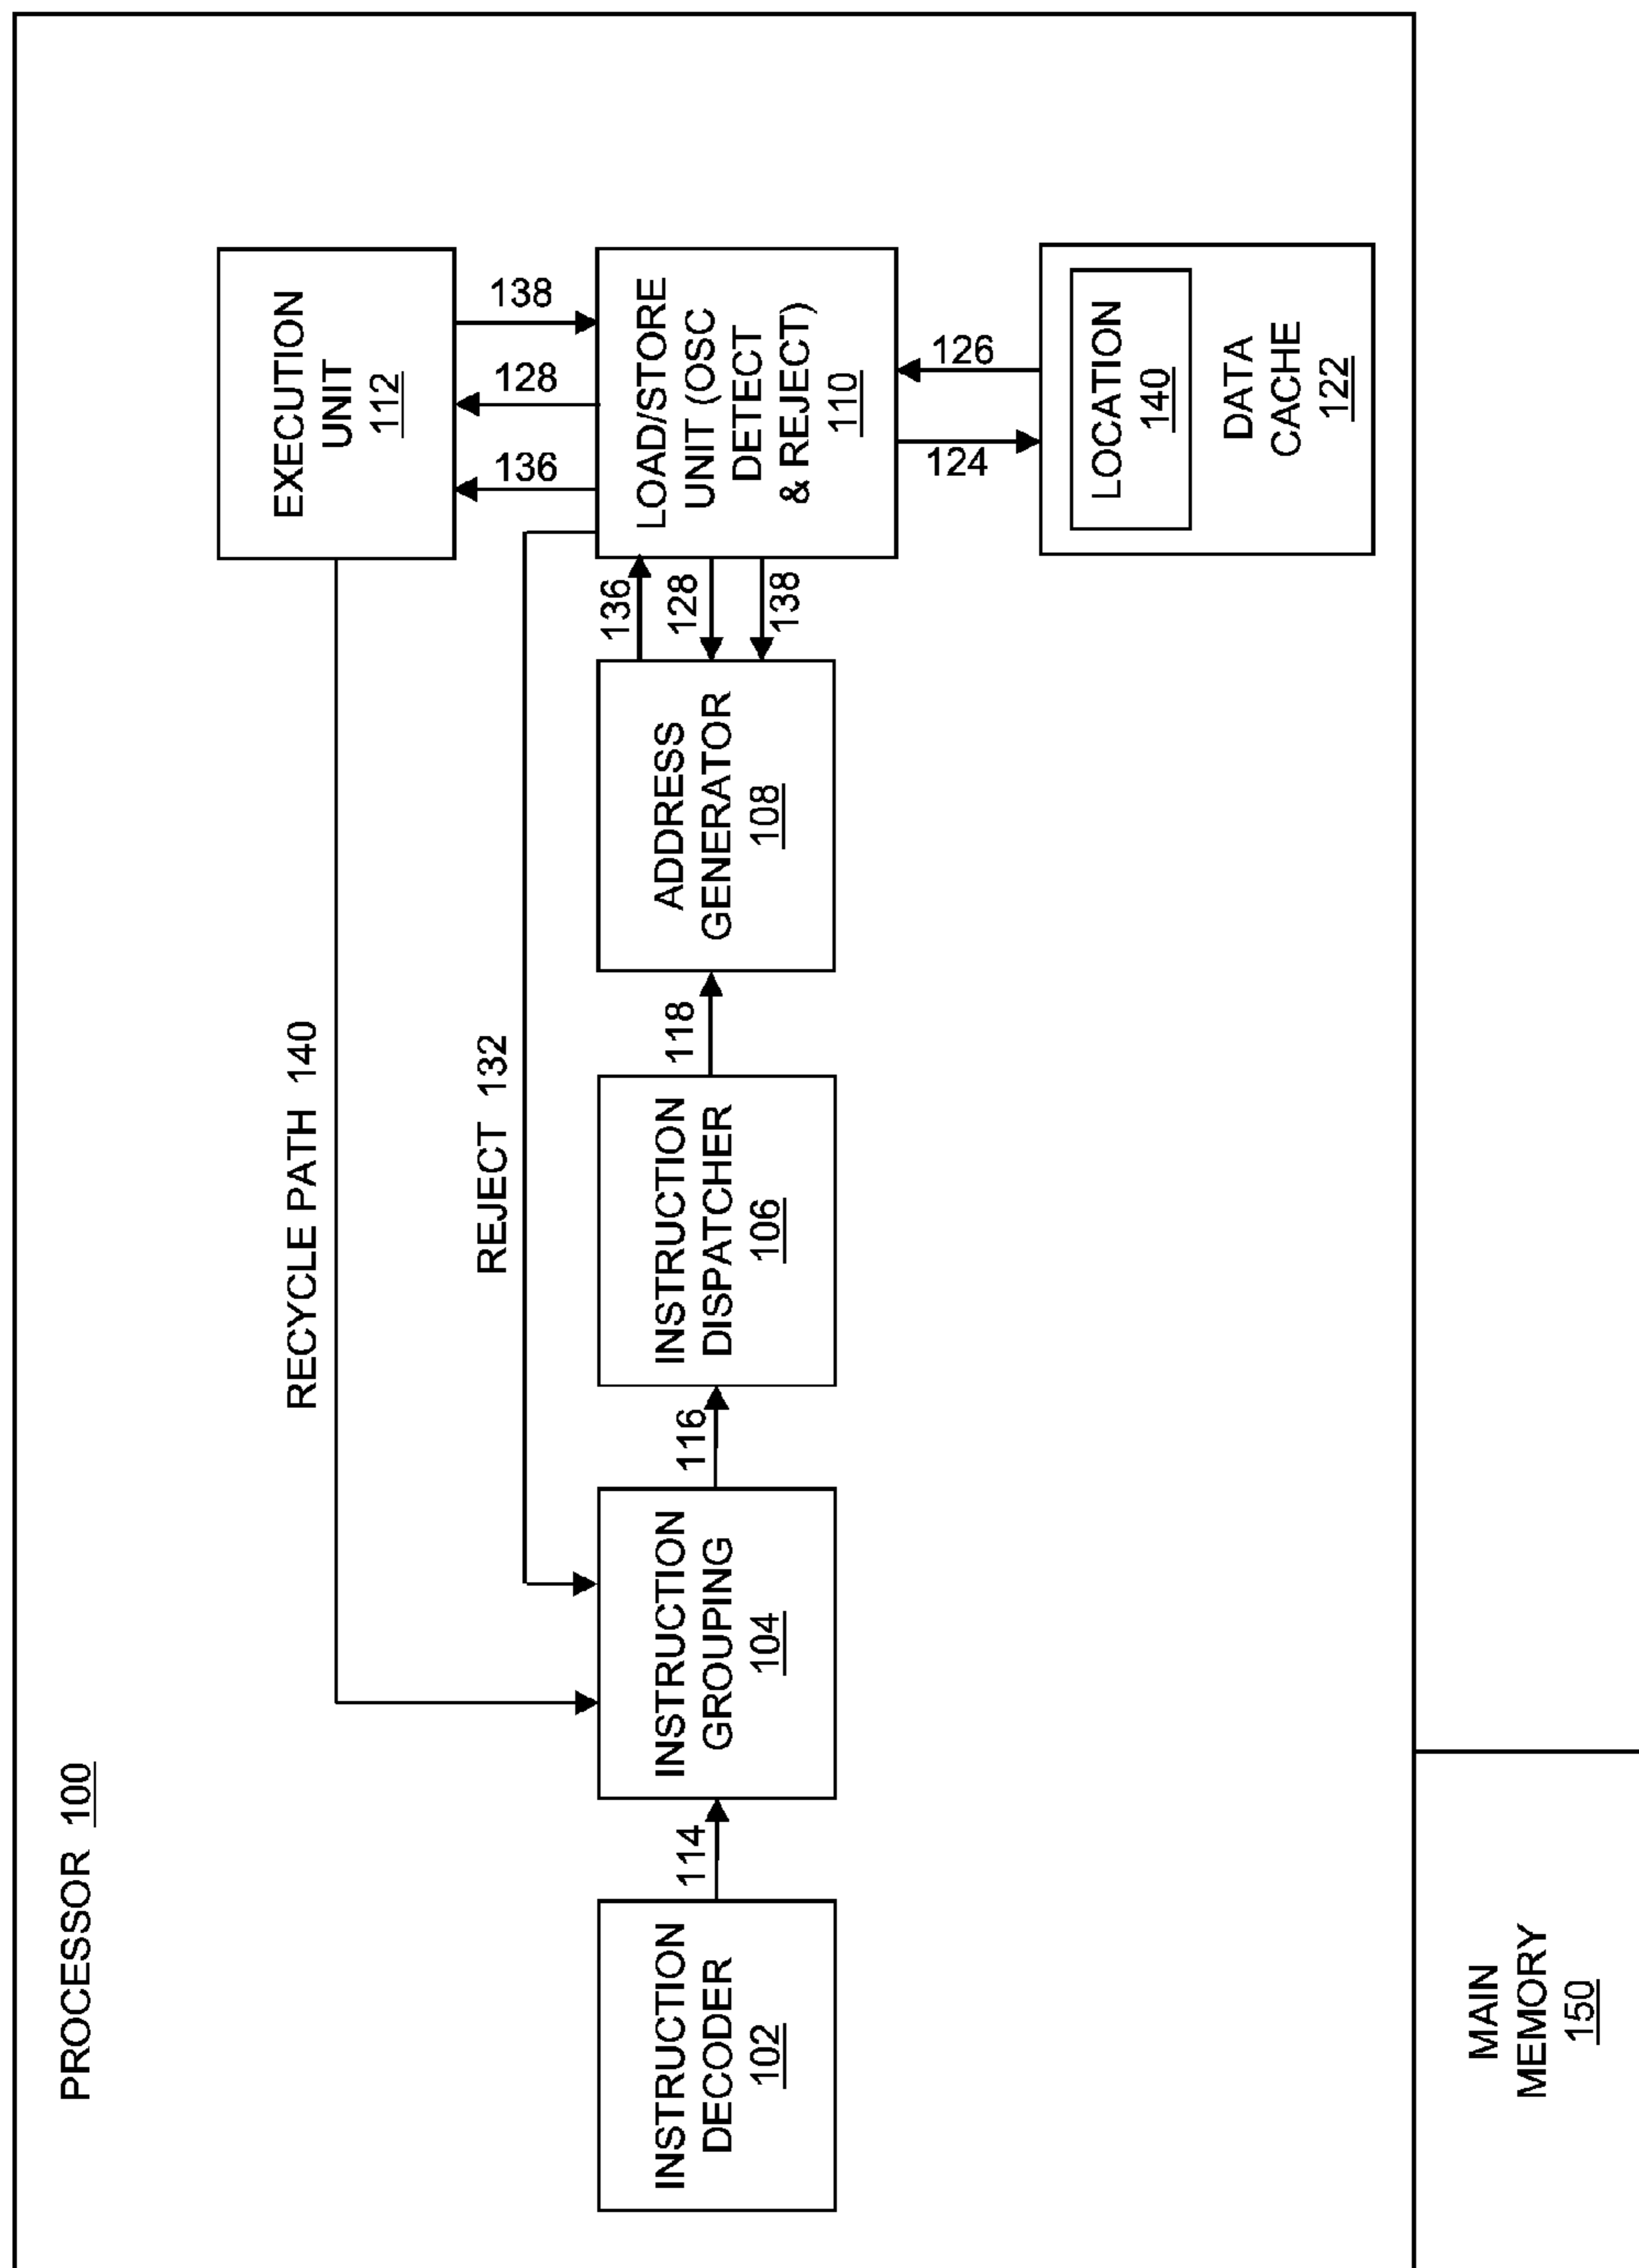 PROCESSOR 100
RECYCLE PATH 140
REJECT 132
EXECUTION
UNIT
112
136
128
138
INSTRUCTION
DECODER
102
114
INSTRUCTION
GROUPING
104
116
INSTRUCTION
DISPATCHER
106
118
ADDRESS
GENERATOR
108
136
128
138
LOAD/STORE
UNIT (OSC
DETECT
& REJECT)
110
124
126
LOCATION
140
DATA
CACHE
122
MAIN
MEMORY
150